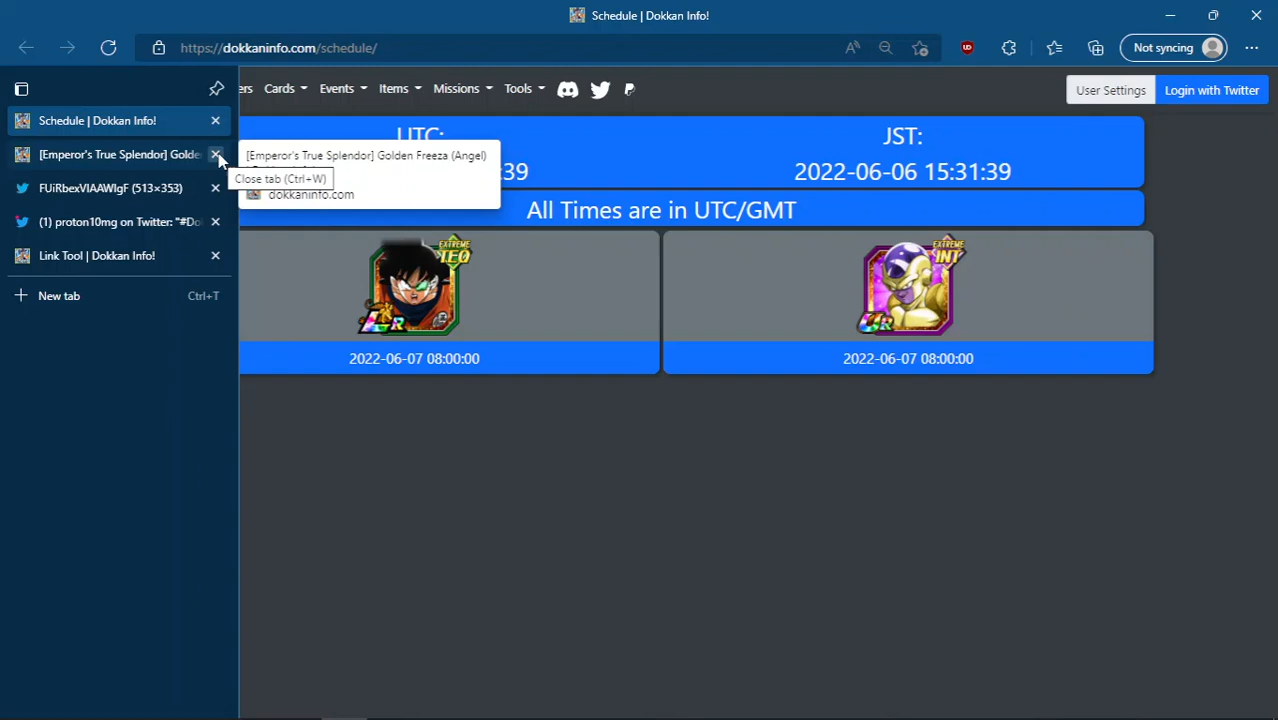 Schedule | Dokkan Info!
https://dokkaninfo.com/schedule/
Not syncing
ers Cards Events Items Missions Tools
User Settings Login with Twitter
Schedule | Dokkan Info!
[Emperor's True Splendor] Golde
[Emperor's True Splendor] Golden Freeza (Angel)
Close tab (Ctrl+W)
dokkaninfo.com
FUiRbexVIAAWlgF (513×353)
(1) proton10mg on Twitter: "#Do
Link Tool | Dokkan Info!
New tab Ctrl+T
UTC:
:39
JST:
2022-06-06 15:31:39
All Times are in UTC/GMT
EXTREME
TEQ
LR
2022-06-07 08:00:00
EXTREME
INT
UR
2022-06-07 08:00:00